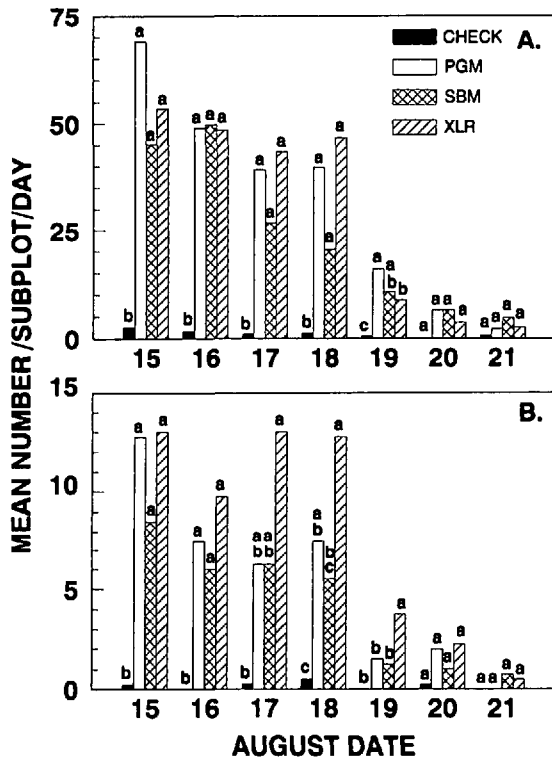 MEAN NUMBER/SUBPLOT/DAY
75
50
25
0
CHECK
PGM
SBM
XLR
A.
b a a a
b a a a
b a a a
b a a a
c a a b b
a a a a
a a a a
15 16 17 18 19 20 21
15
10
5
0
B.
b a a a
b a a a
b a b a b a
c a b b c a
b b b a
a a a a
a a a a
15 16 17 18 19 20 21
AUGUST DATE